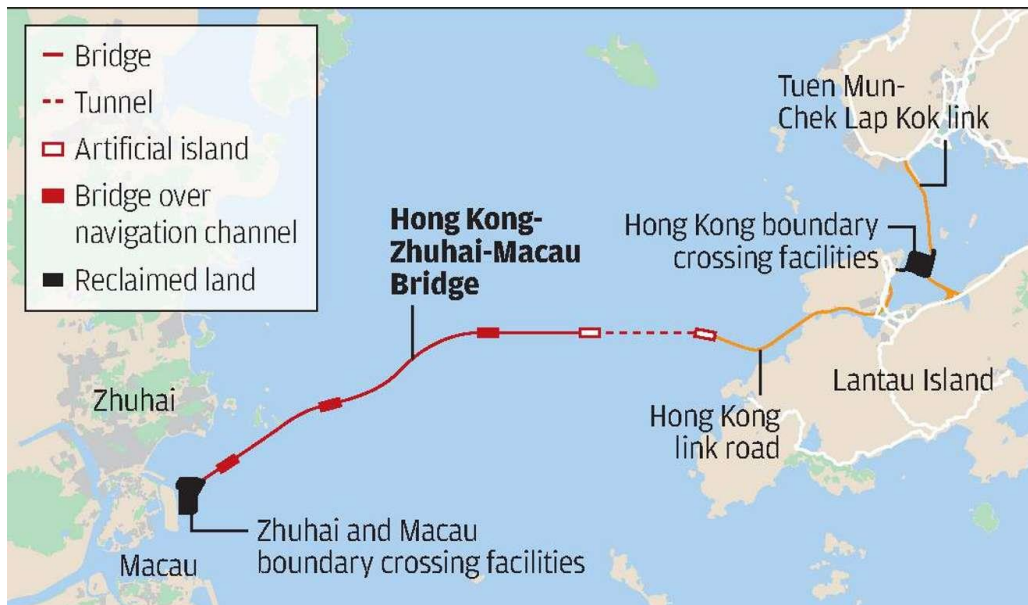 Bridge
Tunnel
Artificial island
Bridge over
navigation channel
Reclaimed land
Tuen Mun-
Chek Lap Kok link
Hong Kong-
Zhuhai-Macau
Bridge
Hong Kong boundary
crossing facilities
Zhuhai
Lantau Island
Hong Kong
link road
Zhuhai and Macau
boundary crossing facilities
Macau